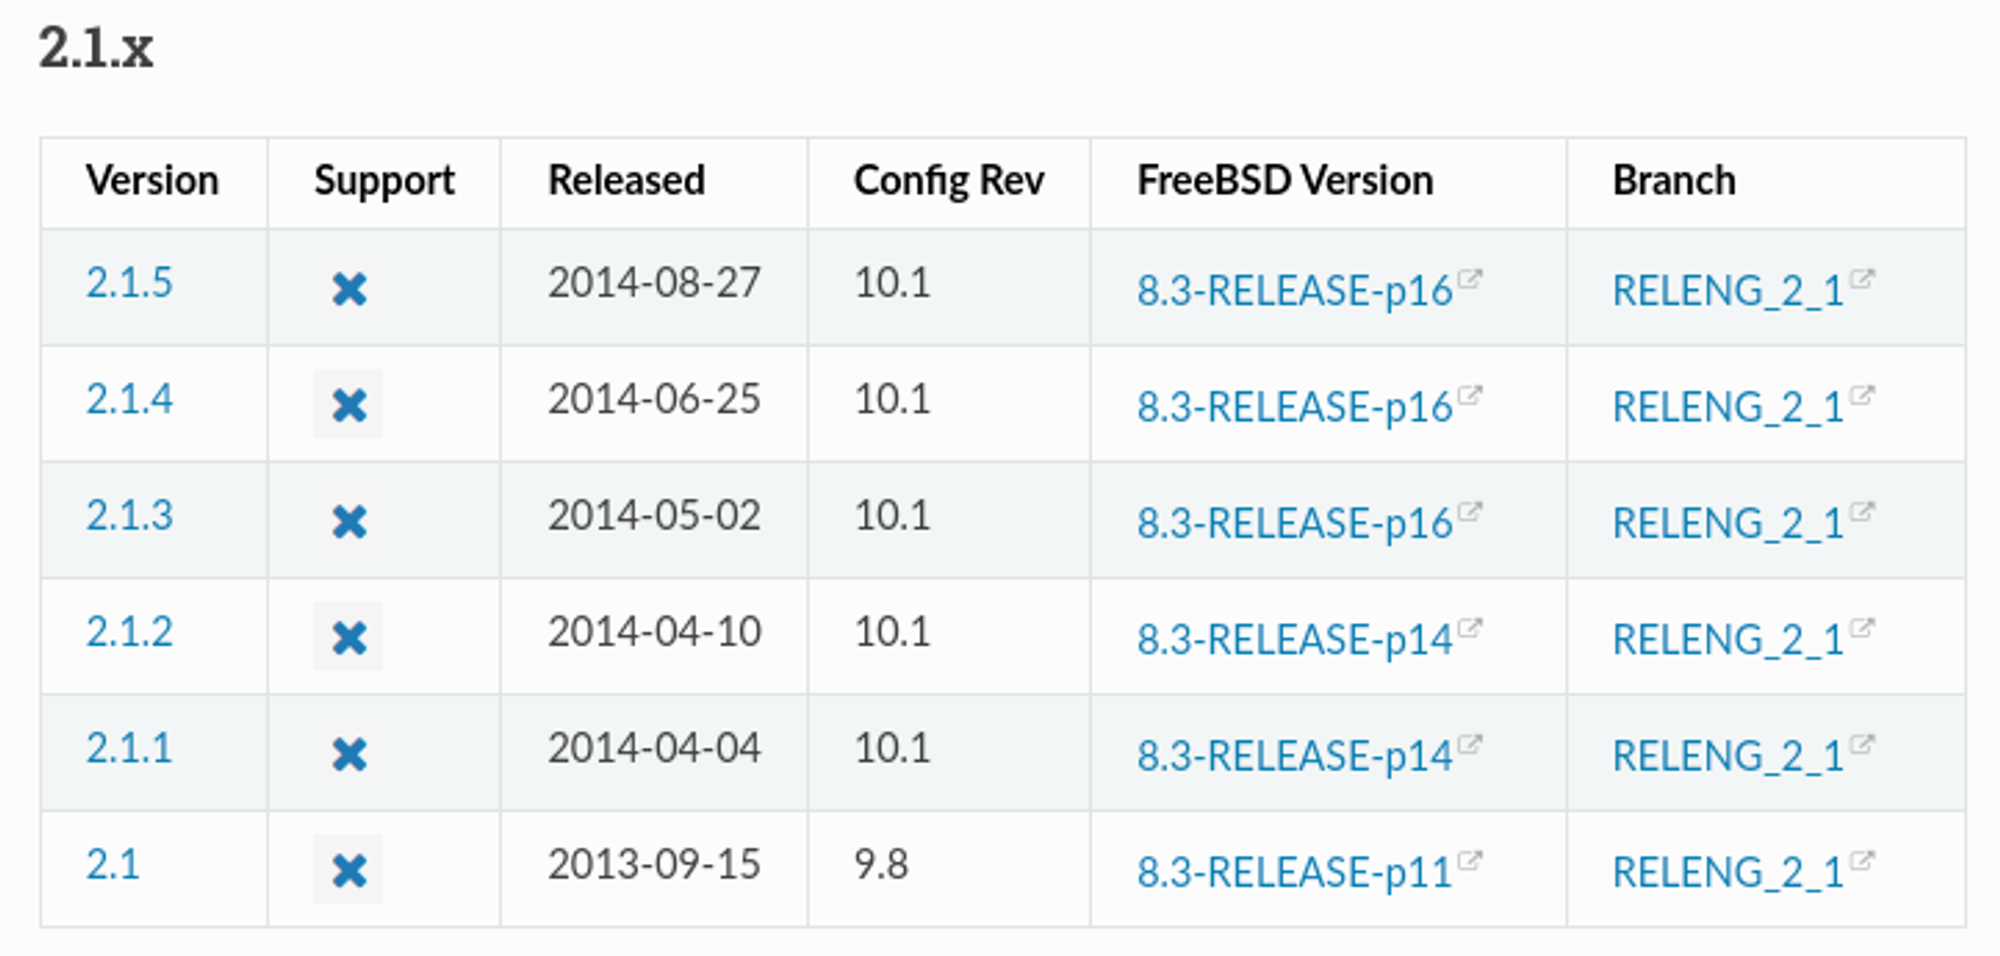 2.1.x
Version Support Released Config Rev FreeBSD Version Branch
2.1.5 ✖ 2014-08-27 10.1 8.3-RELEASE-p16 RELENG_2_1
2.1.4 ✖ 2014-06-25 10.1 8.3-RELEASE-p16 RELENG_2_1
2.1.3 ✖ 2014-05-02 10.1 8.3-RELEASE-p16 RELENG_2_1
2.1.2 ✖ 2014-04-10 10.1 8.3-RELEASE-p14 RELENG_2_1
2.1.1 ✖ 2014-04-04 10.1 8.3-RELEASE-p14 RELENG_2_1
2.1 ✖ 2013-09-15 9.8 8.3-RELEASE-p11 RELENG_2_1